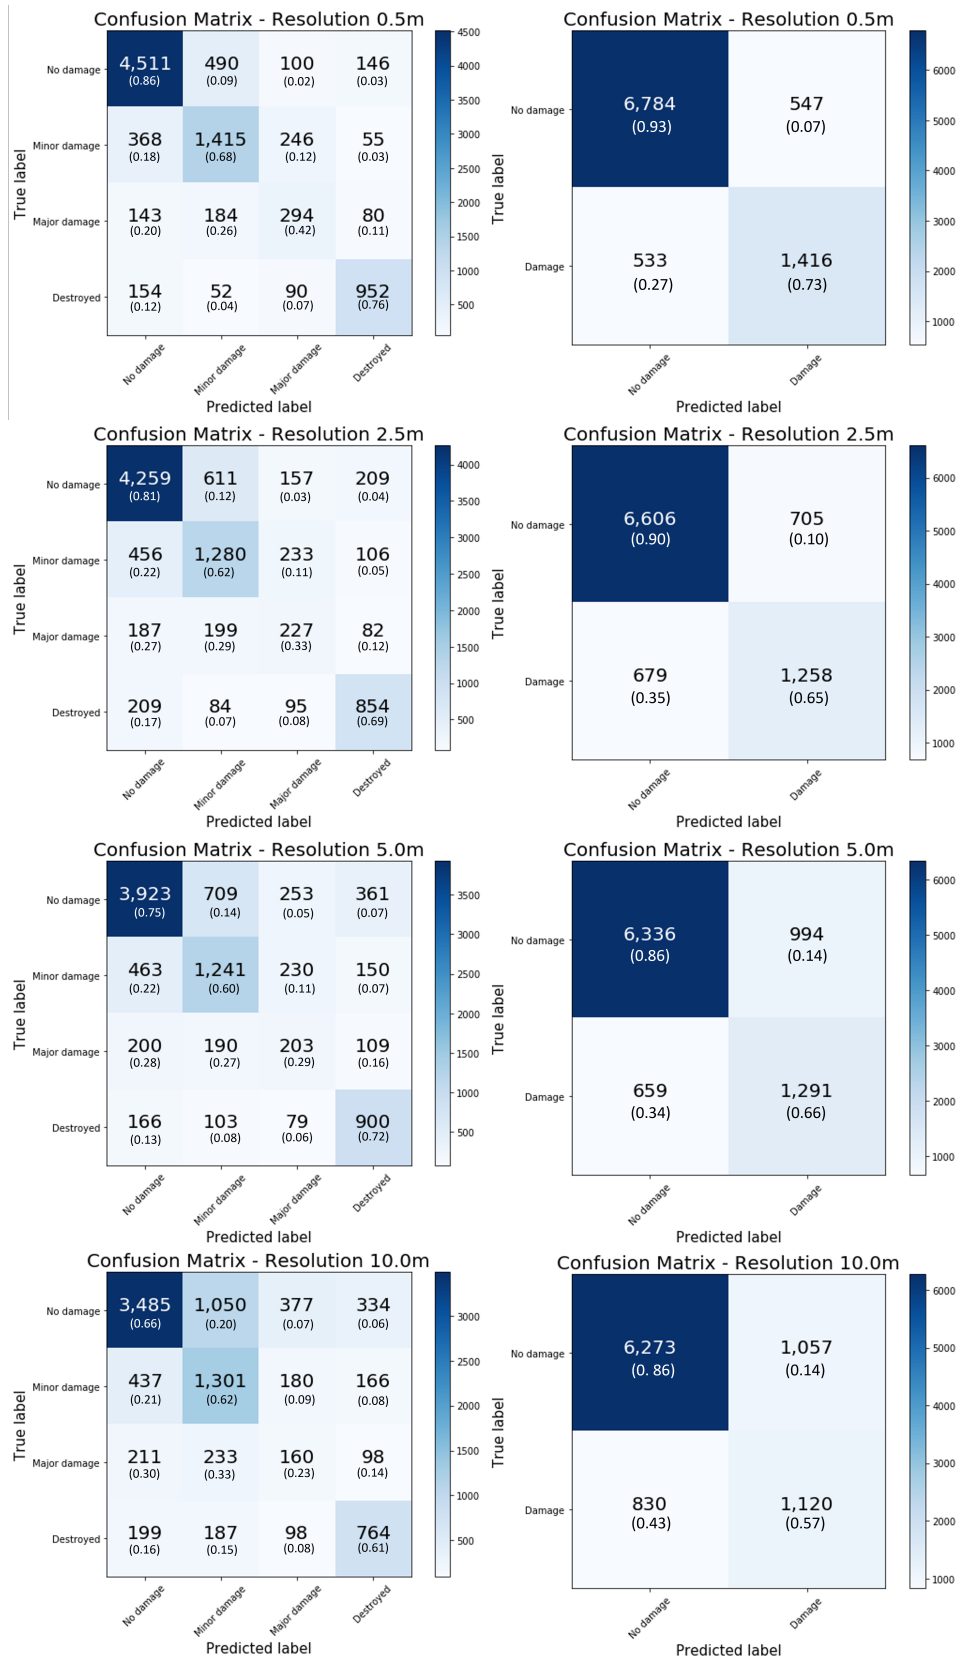 Confusion Matrix - Resolution 0.5m
No damage 4,511 490 100 146
(0.86) (0.09) (0.02) (0.03)
Minor damage 368 1,415 246 55
(0.18) (0.68) (0.12) (0.03)
Major damage 143 184 294 80
(0.20) (0.26) (0.42) (0.11)
Destroyed 154 52 90 952
(0.12) (0.04) (0.07) (0.76)
True label
No damage Minor damage Major damage Destroyed
Predicted label
4500
4000
3500
3000
2500
2000
1500
1000
500
Confusion Matrix - Resolution 0.5m
No damage 6,784 547
(0.93) (0.07)
Damage 533 1,416
(0.27) (0.73)
True label
No damage Damage
Predicted label
6000
5000
4000
3000
2000
1000
Confusion Matrix - Resolution 2.5m
No damage 4,259 611 157 209
(0.81) (0.12) (0.03) (0.04)
Minor damage 456 1,280 233 106
(0.22) (0.62) (0.11) (0.05)
Major damage 187 199 227 82
(0.27) (0.29) (0.33) (0.12)
Destroyed 209 84 95 854
(0.17) (0.07) (0.08) (0.69)
True label
No damage Minor damage Major damage Destroyed
Predicted label
4000
3500
3000
2500
2000
1500
1000
500
Confusion Matrix - Resolution 2.5m
No damage 6,606 705
(0.90) (0.10)
Damage 679 1,258
(0.35) (0.65)
True label
No damage Damage
Predicted label
6000
5000
4000
3000
2000
1000
Confusion Matrix - Resolution 5.0m
No damage 3,923 709 253 361
(0.75) (0.14) (0.05) (0.07)
Minor damage 463 1,241 230 150
(0.22) (0.60) (0.11) (0.07)
Major damage 200 190 203 109
(0.28) (0.27) (0.29) (0.16)
Destroyed 166 103 79 900
(0.13) (0.08) (0.06) (0.72)
True label
No damage Minor damage Major damage Destroyed
Predicted label
3500
3000
2500
2000
1500
1000
500
Confusion Matrix - Resolution 5.0m
No damage 6,336 994
(0.86) (0.14)
Damage 659 1,291
(0.34) (0.66)
True label
No damage Damage
Predicted label
6000
5000
4000
3000
2000
1000
Confusion Matrix - Resolution 10.0m
No damage 3,485 1,050 377 334
(0.66) (0.20) (0.07) (0.06)
Minor damage 437 1,301 180 166
(0.21) (0.62) (0.09) (0.08)
Major damage 211 233 160 98
(0.30) (0.33) (0.23) (0.14)
Destroyed 199 187 98 764
(0.16) (0.15) (0.08) (0.61)
True label
No damage Minor damage Major damage Destroyed
Predicted label
3000
2500
2000
1500
1000
500
Confusion Matrix - Resolution 10.0m
No damage 6,273 1,057
(0. 86) (0.14)
Damage 830 1,120
(0.43) (0.57)
True label
No damage Damage
Predicted label
6000
5000
4000
3000
2000
1000